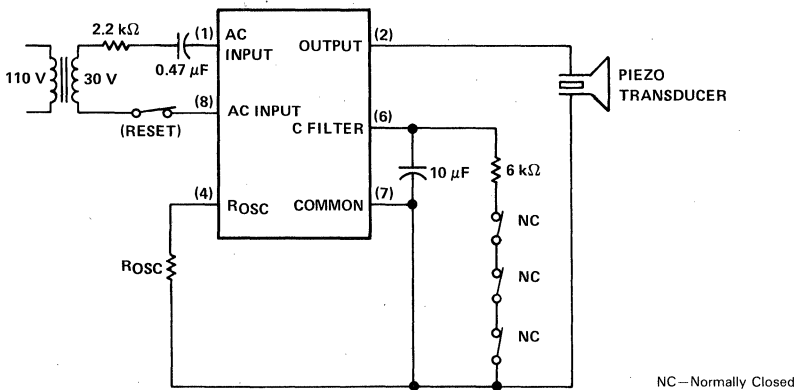 2.2 kΩ
(1)
AC
INPUT
OUTPUT
(2)
110 V
30 V
0.47 μF
PIEZO
TRANSDUCER
(8)
AC INPUT
(RESET)
C FILTER
(6)
10 μF
6 kΩ
(4)
ROSC
COMMON
(7)
NC
ROSC
NC
NC
NC—Normally Closed